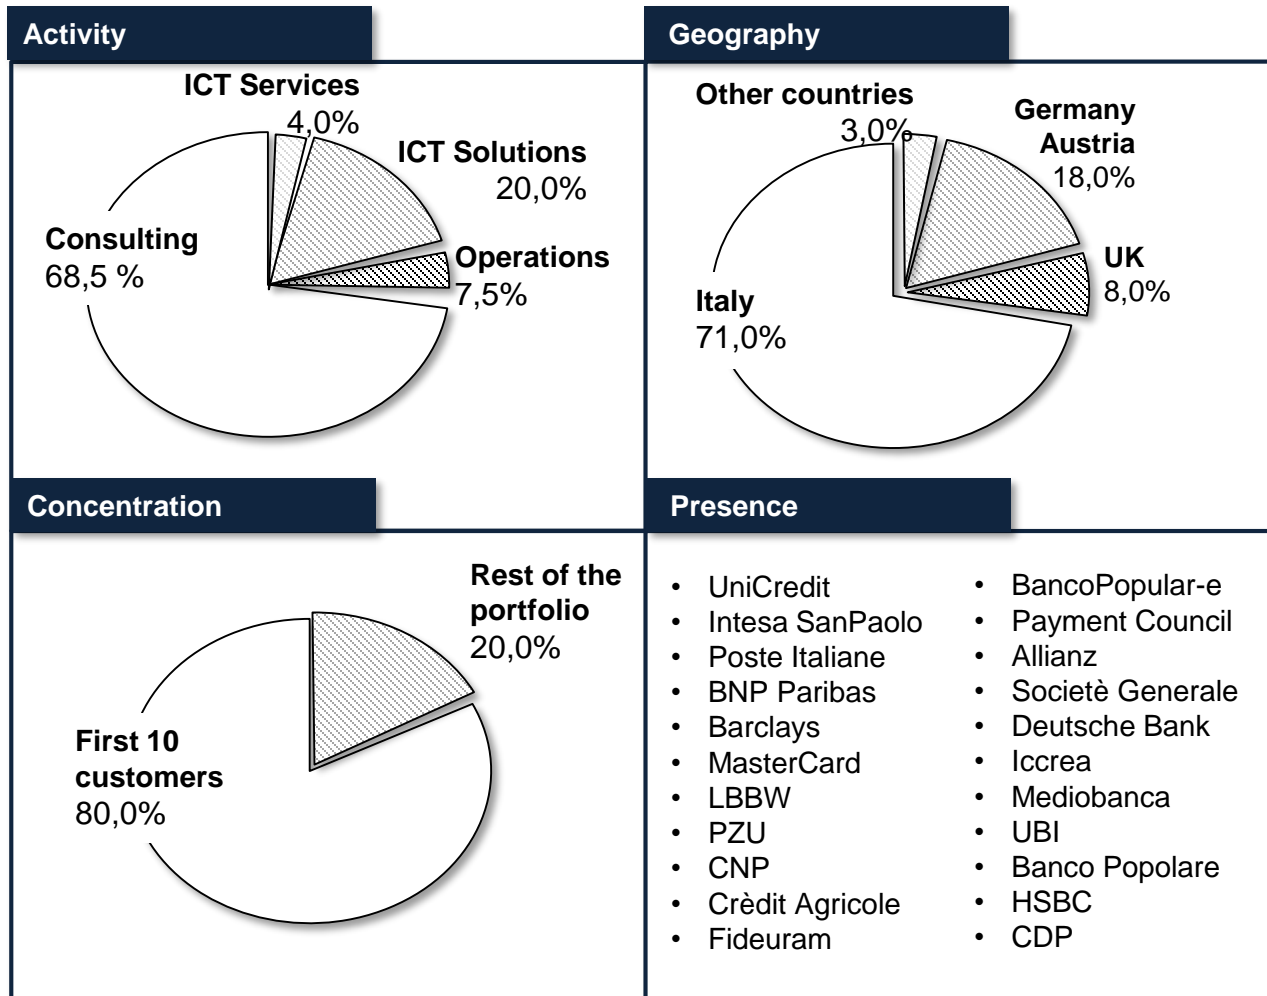 Activity
ICT Services
4,0%
ICT Solutions
20,0%
Consulting
68,5 %
Operations
7,5%
Geography
Other countries
3,0%
Germany
Austria
18,0%
UK
8,0%
Italy
71,0%
Concentration
Rest of the
portfolio
20,0%
First 10
customers
80,0%
Presence
• UniCredit
• Intesa SanPaolo
• Poste Italiane
• BNP Paribas
• Barclays
• MasterCard
• LBBW
• PZU
• CNP
• Crèdit Agricole
• Fideuram
• BancoPopular-e
• Payment Council
• Allianz
• Societè Generale
• Deutsche Bank
• Iccrea
• Mediobanca
• UBI
• Banco Popolare
• HSBC
• CDP